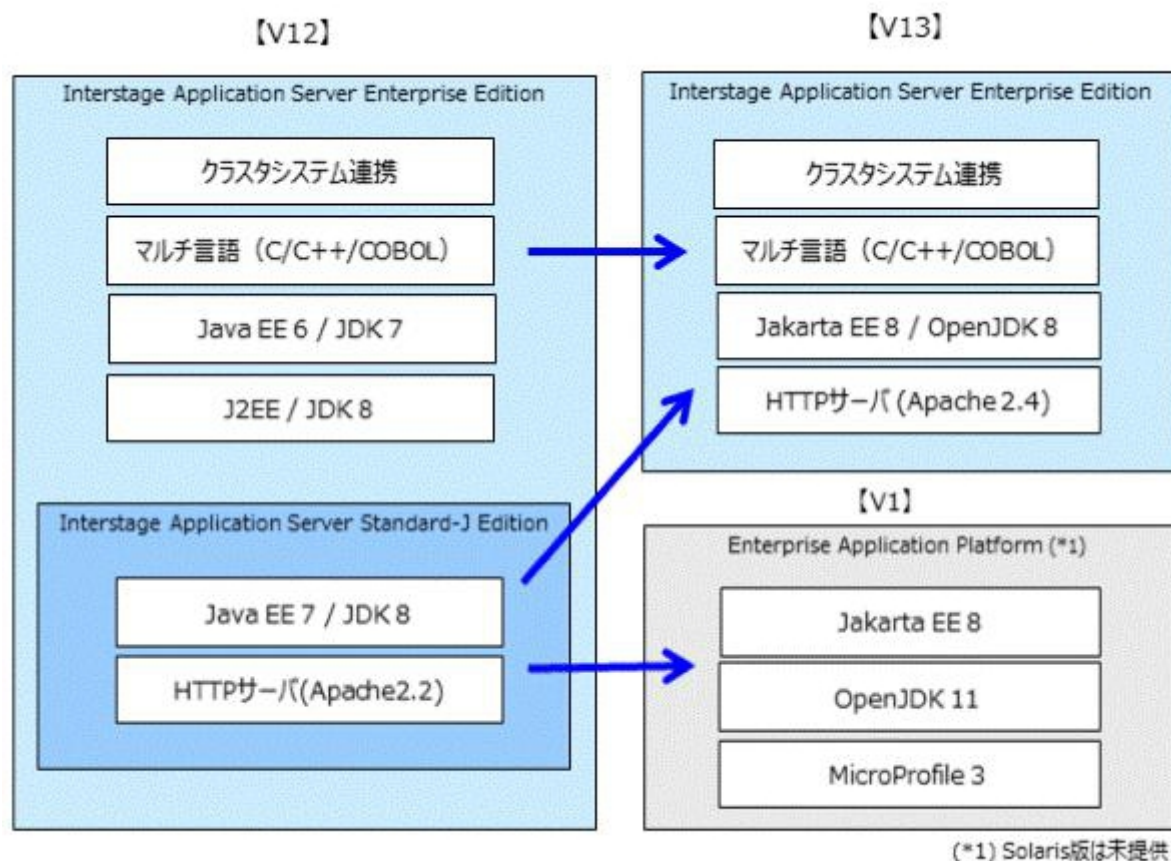 【V12】
Interstage Application Server Enterprise Edition
クラスタシステム連携
マルチ言語（C/C++/COBOL）
Java EE 6 / JDK 7
J2EE / JDK 8
Interstage Application Server Standard-J Edition
Java EE 7 / JDK 8
HTTPサーバ(Apache2.2)
【V13】
Interstage Application Server Enterprise Edition
クラスタシステム連携
マルチ言語（C/C++/COBOL）
Jakarta EE 8 / OpenJDK 8
HTTPサーバ (Apache 2.4)
【V1】
Enterprise Application Platform (*1)
Jakarta EE 8
OpenJDK 11
MicroProfile 3
(*1) Solaris版は未提供